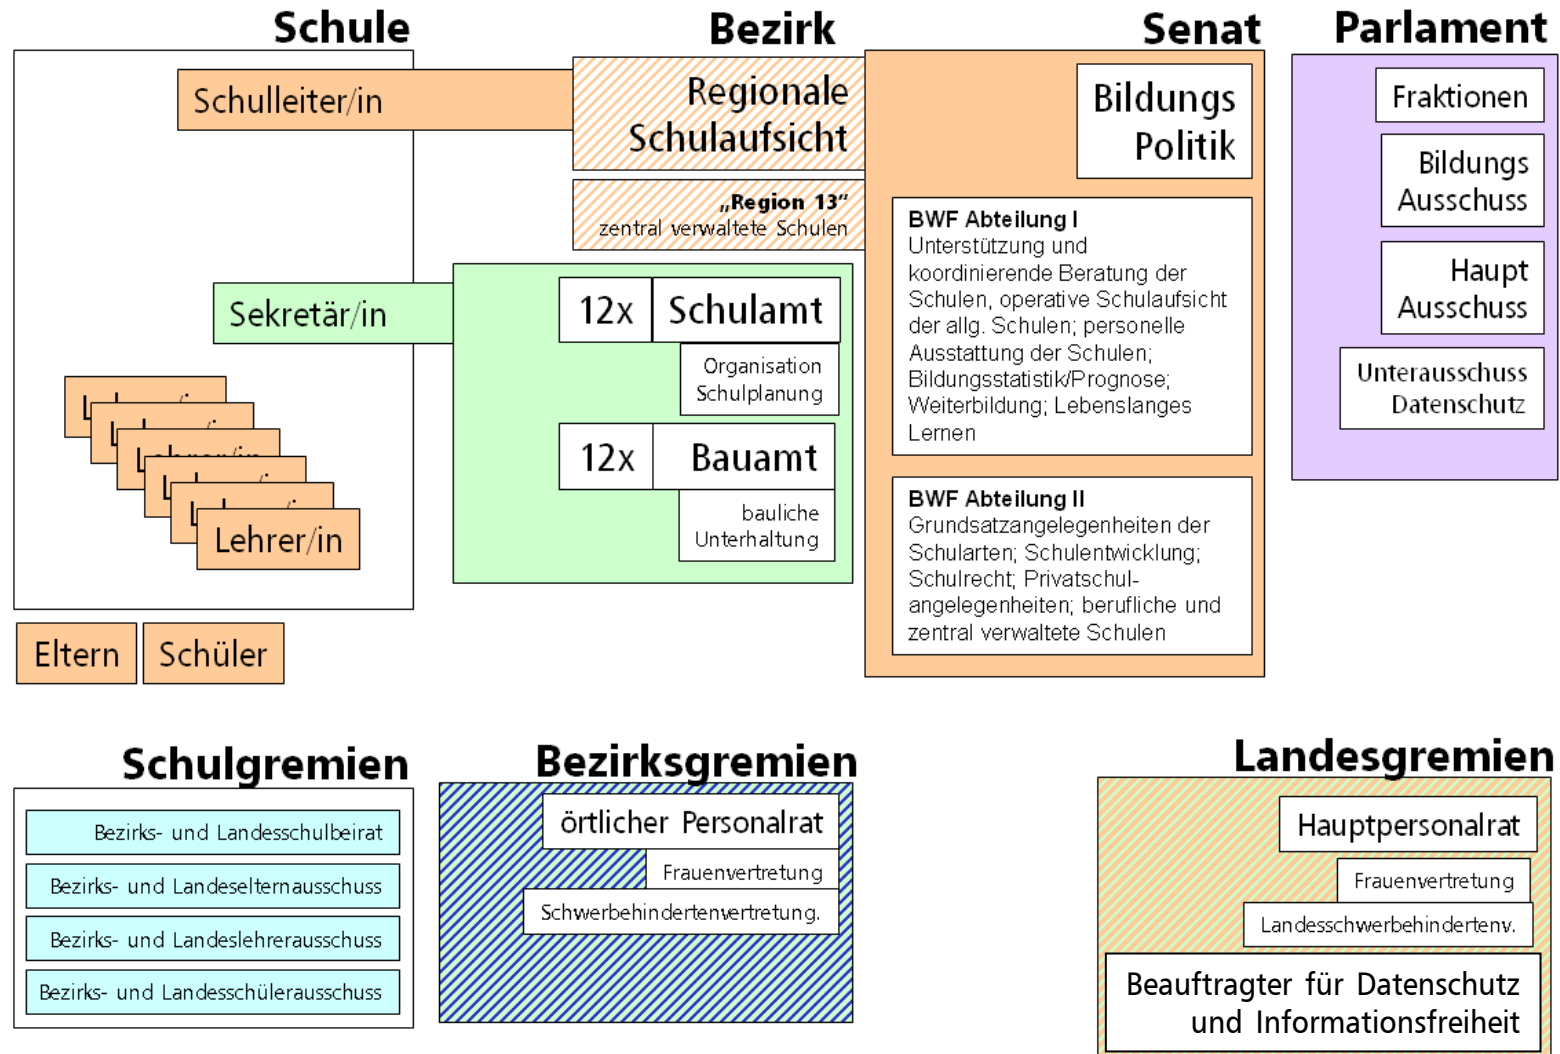 Schule
Schulleiter/in
Sekretär/in
Lehrer/in
Lehrer/in
Eltern
Schüler
Bezirk
Regionale
Schulaufsicht
„Region 13“
zentral verwaltete Schulen
12x Schulamt
Organisation
Schulplanung
12x Bauamt
bauliche
Unterhaltung
Senat
Bildungs
Politik
BWF Abteilung I
Unterstützung und
koordinierende Beratung der
Schulen, operative Schulaufsicht
der allg. Schulen; personelle
Ausstattung der Schulen;
Bildungsstatistik/Prognose;
Weiterbildung; Lebenslanges
Lernen
BWF Abteilung II
Grundsatzangelegenheiten der
Schularten; Schulentwicklung;
Schulrecht; Privatschul-
angelegenheiten; berufliche und
zentral verwaltete Schulen
Parlament
Fraktionen
Bildungs
Ausschuss
Haupt
Ausschuss
Unterausschuss
Datenschutz
Schulgremien
Bezirks- und Landesschulbeirat
Bezirks- und Landeselternausschuss
Bezirks- und Landeslehrerausschuss
Bezirks- und Landesschülerausschuss
Bezirksgremien
örtlicher Personalrat
Frauenvertretung
Schwerbehindertenvertretung.
Landesgremien
Hauptpersonalrat
Frauenvertretung
Landesschwerbehindertenv.
Beauftragter für Datenschutz
und Informationsfreiheit